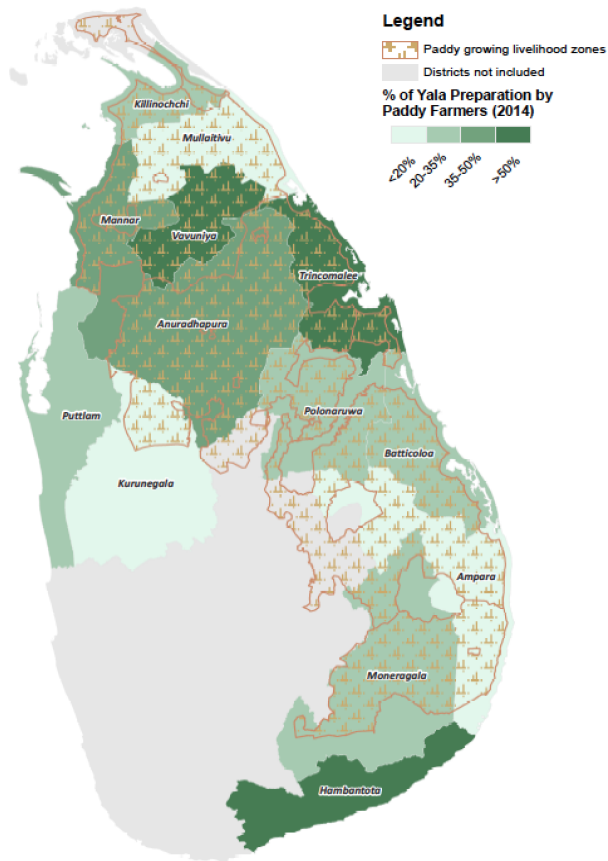 Legend
Paddy growing livelihood zones
Districts not included
% of Yala Preparation by
Paddy Farmers (2014)
<20%
20-35%
35-50%
>50%
Killinochchi
Mullaitivu
Mannar
Vavuniya
Trincomalee
Anuradhapura
Puttlam
Polonaruwa
Batticoloa
Kurunegala
Ampara
Moneragala
Hambantota